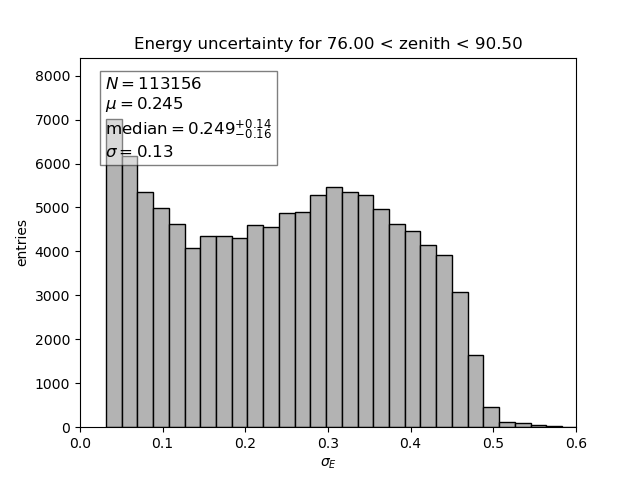 Energy uncertainty for 76.00 < zenith < 90.50
N = 113156
μ = 0.245
median = 0.249 +0.14 −0.16
σ = 0.13
8000
7000
6000
5000
4000
3000
2000
1000
0
entries
0.0 0.1 0.2 0.3 0.4 0.5 0.6
σ_E